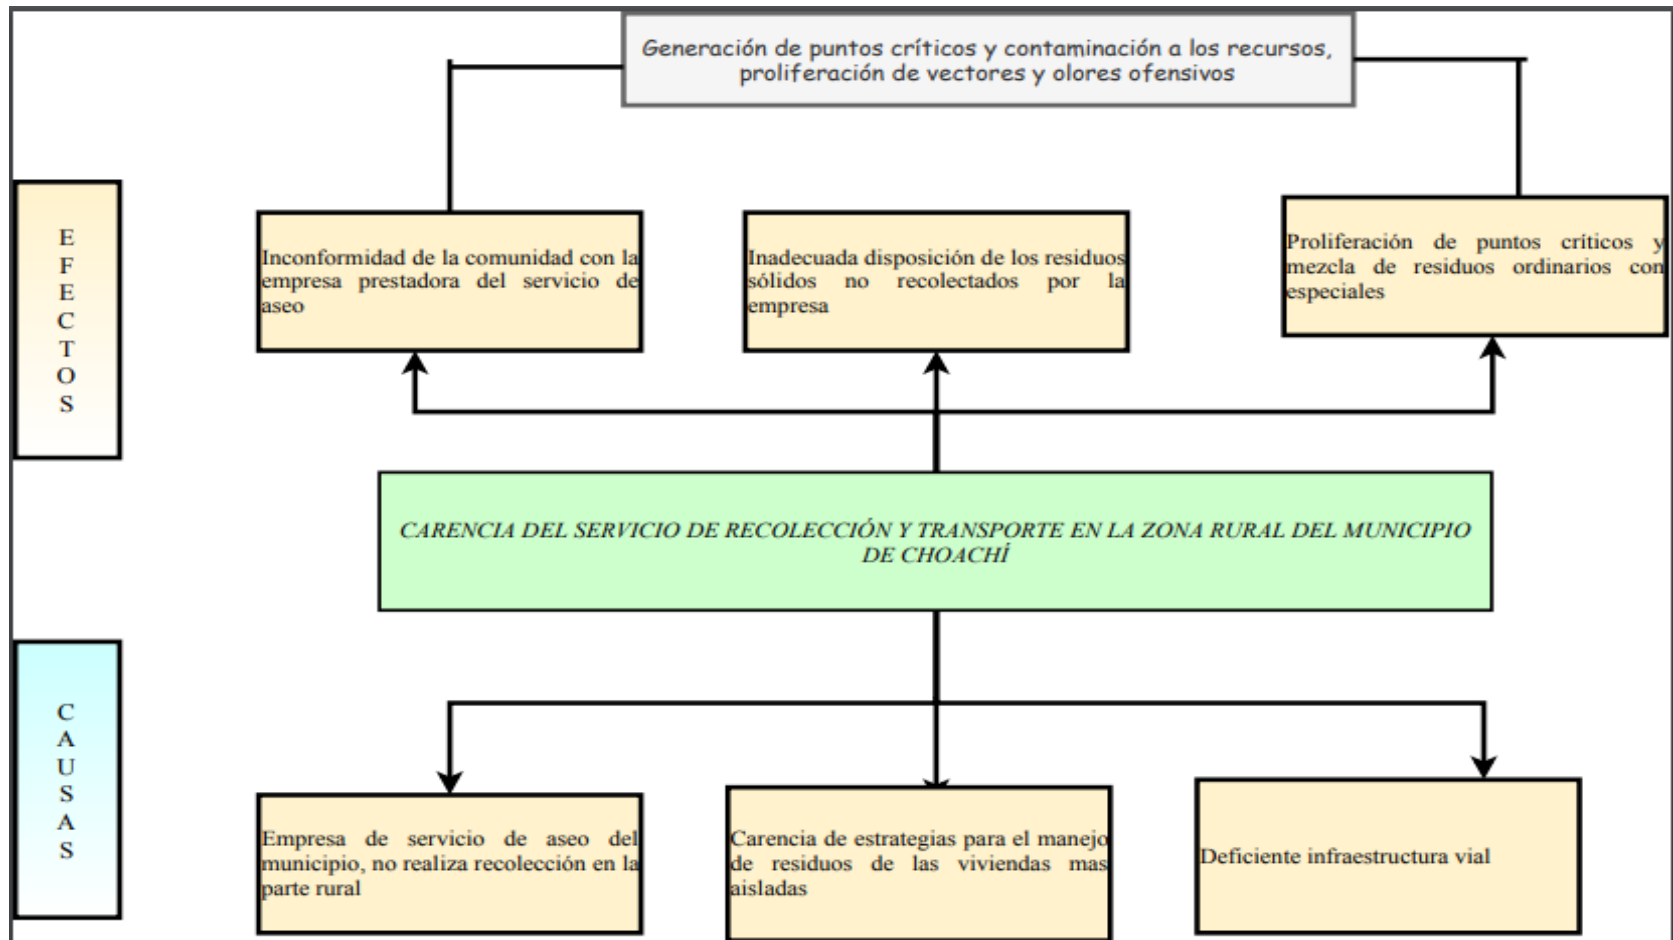 Generación de puntos críticos y contaminación a los recursos,
proliferación de vectores y olores ofensivos
E
F
E
C
T
O
S
Inconformidad de la comunidad con la
empresa prestadora del servicio de
aseo
Inadecuada disposición de los residuos
sólidos no recolectados por la
empresa
Proliferación de puntos críticos y
mezcla de residuos ordinarios con
especiales
CARENCIA DEL SERVICIO DE RECOLECCIÓN Y TRANSPORTE EN LA ZONA RURAL DEL MUNICIPIO
DE CHOACHÍ
C
A
U
S
A
S
Empresa de servicio de aseo del
municipio, no realiza recolección en la
parte rural
Carencia de estrategias para el manejo
de residuos de las viviendas mas
aisladas
Deficiente infraestructura vial